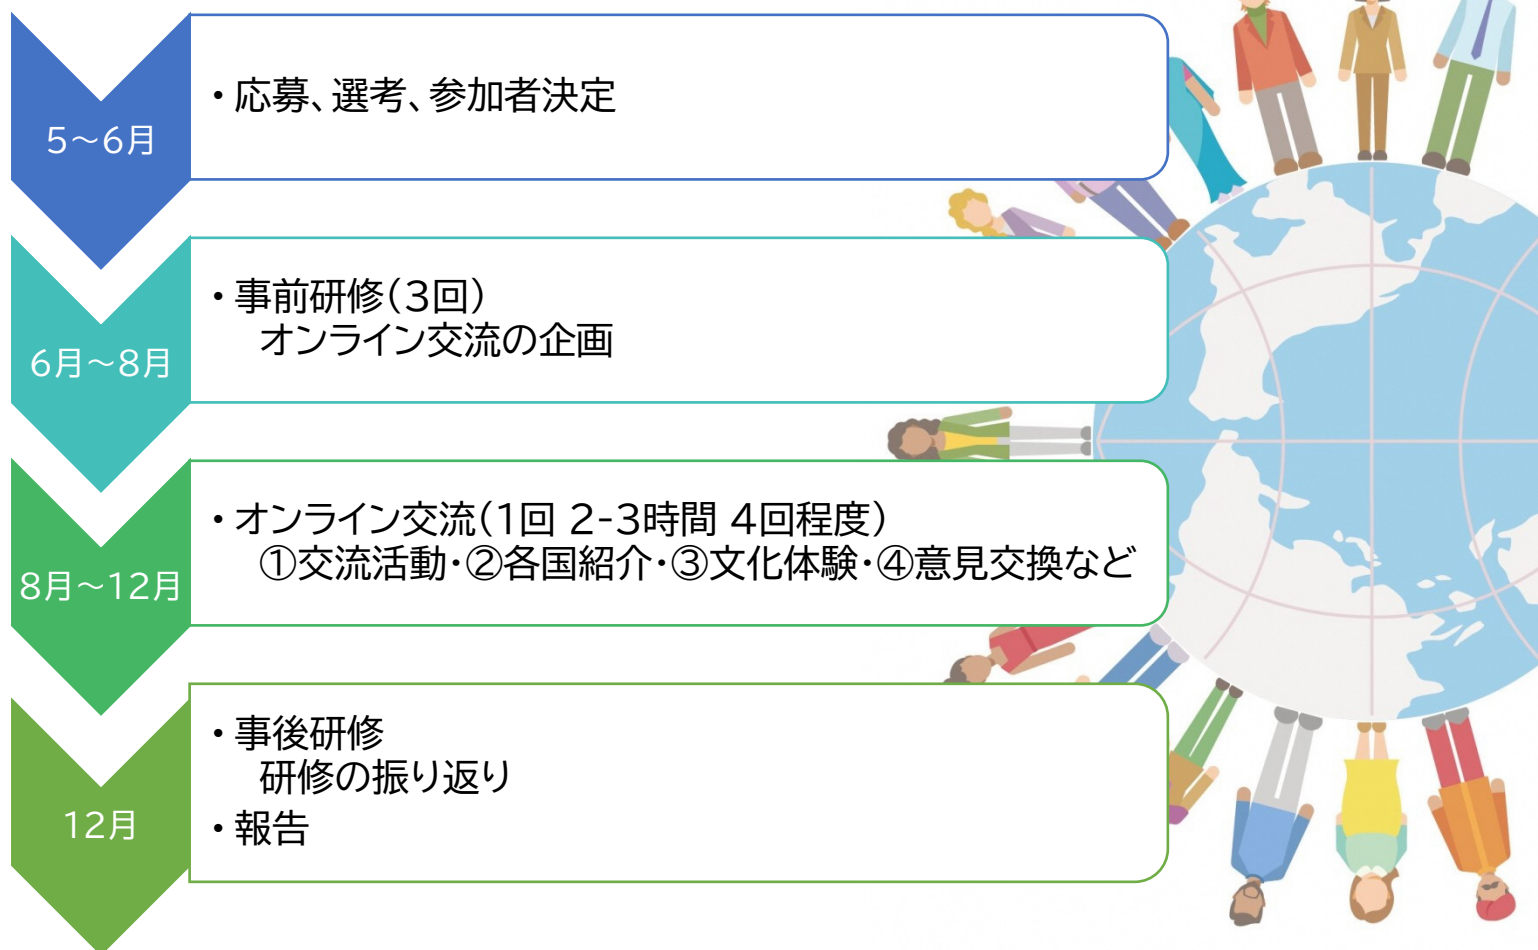 5～6月
・応募、選考、参加者決定
6月～8月
・事前研修（3回）
オンライン交流の企画
8月～12月
・オンライン交流（1回 2-3時間 4回程度）
①交流活動・②各国紹介・③文化体験・④意見交換など
12月
・事後研修
研修の振り返り
・報告